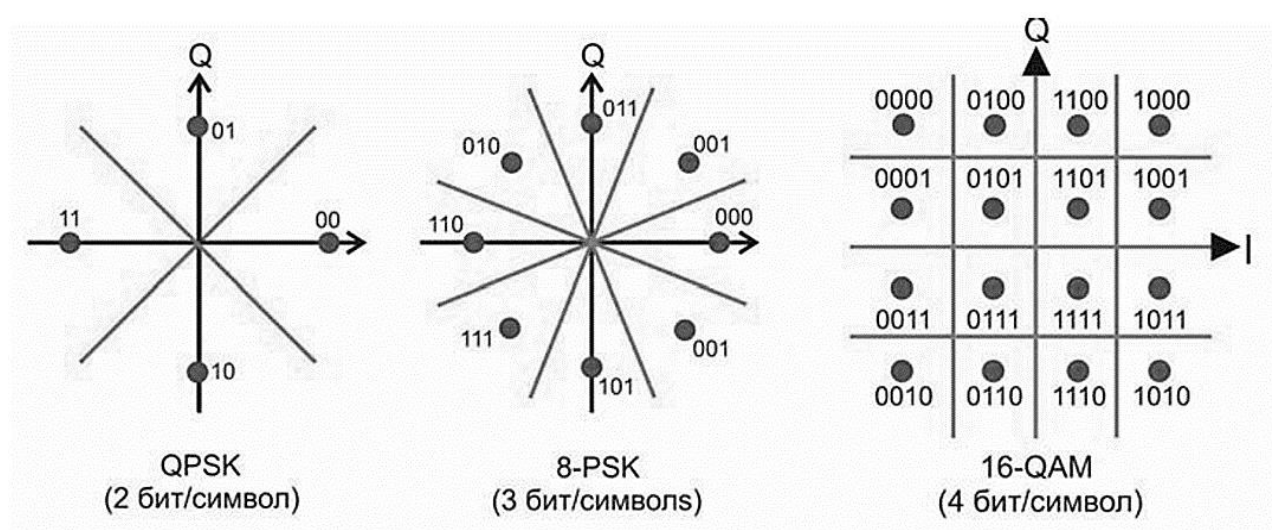 Q
01
11
00
10
QPSK
(2 бит/символ)
Q
011
010
001
110
000
111
001
101
8-PSK
(3 бит/символs)
Q
0000 0100 1100 1000
0001 0101 1101 1001
I
0011 0111 1111 1011
0010 0110 1110 1010
16-QAM
(4 бит/символ)